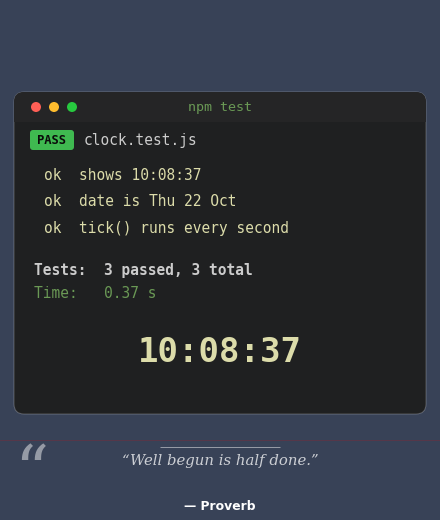 npm test
PASS clock.test.js
ok shows 10:08:37
ok date is Thu 22 Oct
ok tick() runs every second
Tests: 3 passed, 3 total
Time: 0.37 s
10:08:37
“
“Well begun is half done.”
— Proverb